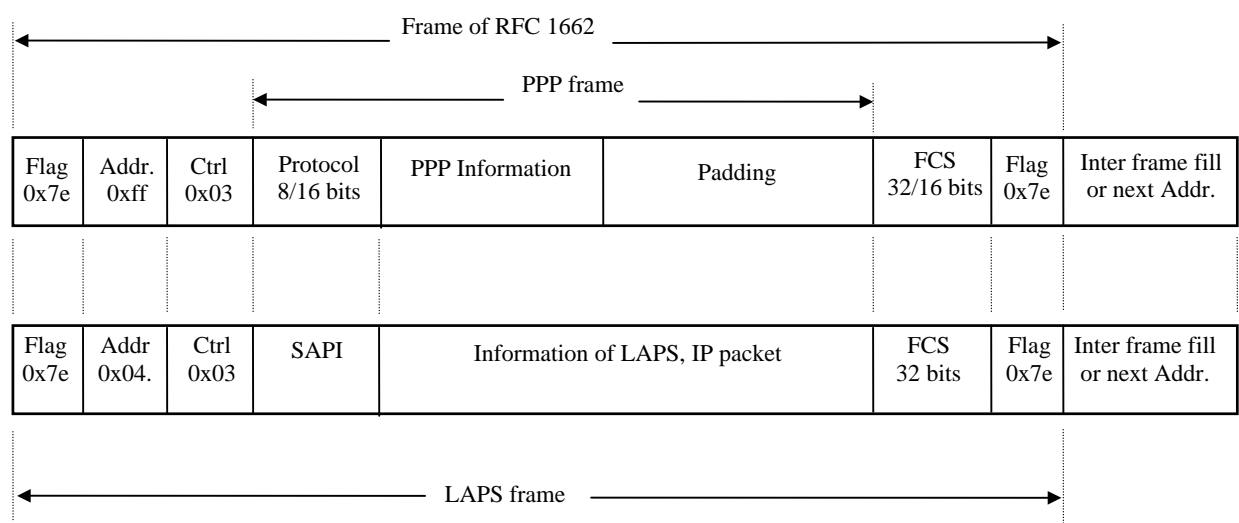 Frame of RFC 1662
PPP frame
Flag
0x7e
Addr.
0xff
Ctrl
0x03
Protocol
8/16 bits
PPP Information
Padding
FCS
32/16 bits
Flag
0x7e
Inter frame fill
or next Addr.
Flag
0x7e
Addr
0x04.
Ctrl
0x03
SAPI
Information of LAPS, IP packet
FCS
32 bits
Flag
0x7e
Inter frame fill
or next Addr.
LAPS frame